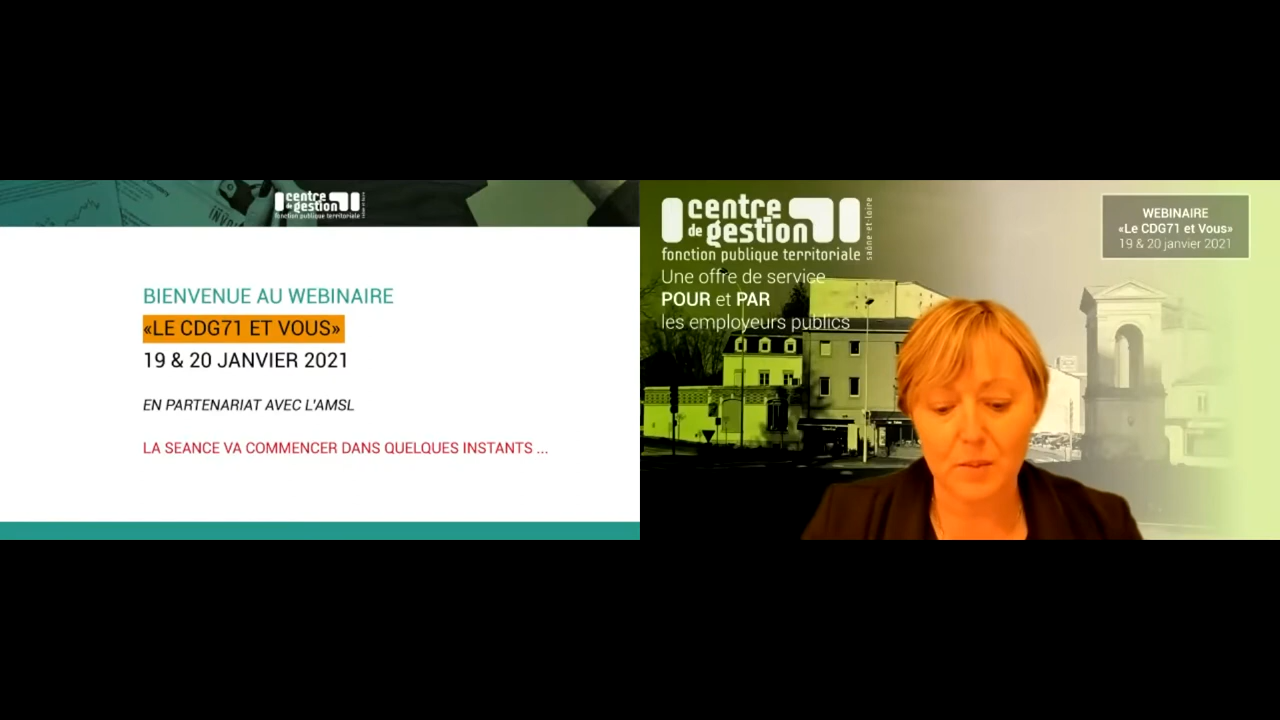 centre
de gestion
fonction publique territoriale
BIENVENUE AU WEBINAIRE
«LE CDG71 ET VOUS»
19 & 20 JANVIER 2021
EN PARTENARIAT AVEC L'AMSL
LA SEANCE VA COMMENCER DANS QUELQUES INSTANTS ...
centre
de gestion 71
fonction publique territoriale
saône-et-loire
Une offre de service
POUR et PAR
les employeurs publics
WEBINAIRE
«Le CDG71 et Vous»
19 & 20 janvier 2021